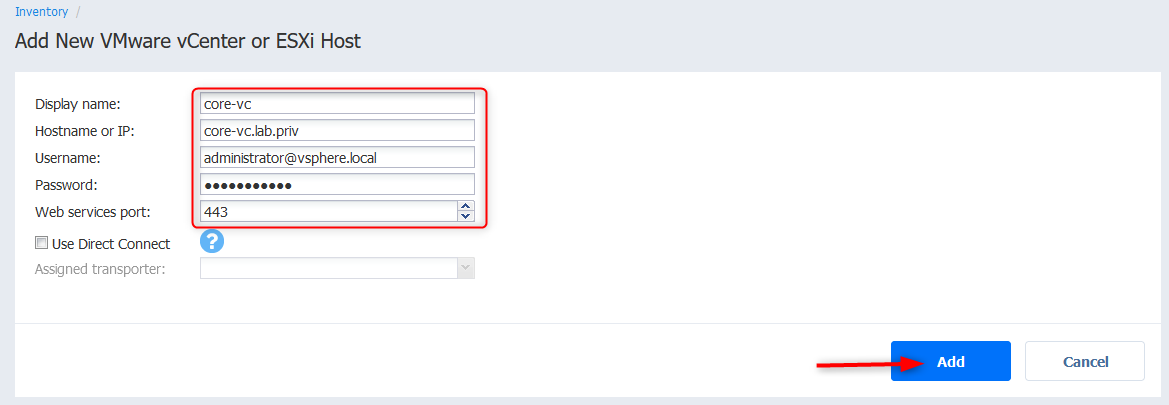 Inventory /
Add New VMware vCenter or ESXi Host
Display name: core-vc
Hostname or IP: core-vc.lab.priv
Username: administrator@vsphere.local
Password: ●●●●●●●●●●●
Web services port: 443
Use Direct Connect ?
Assigned transporter:
Add Cancel